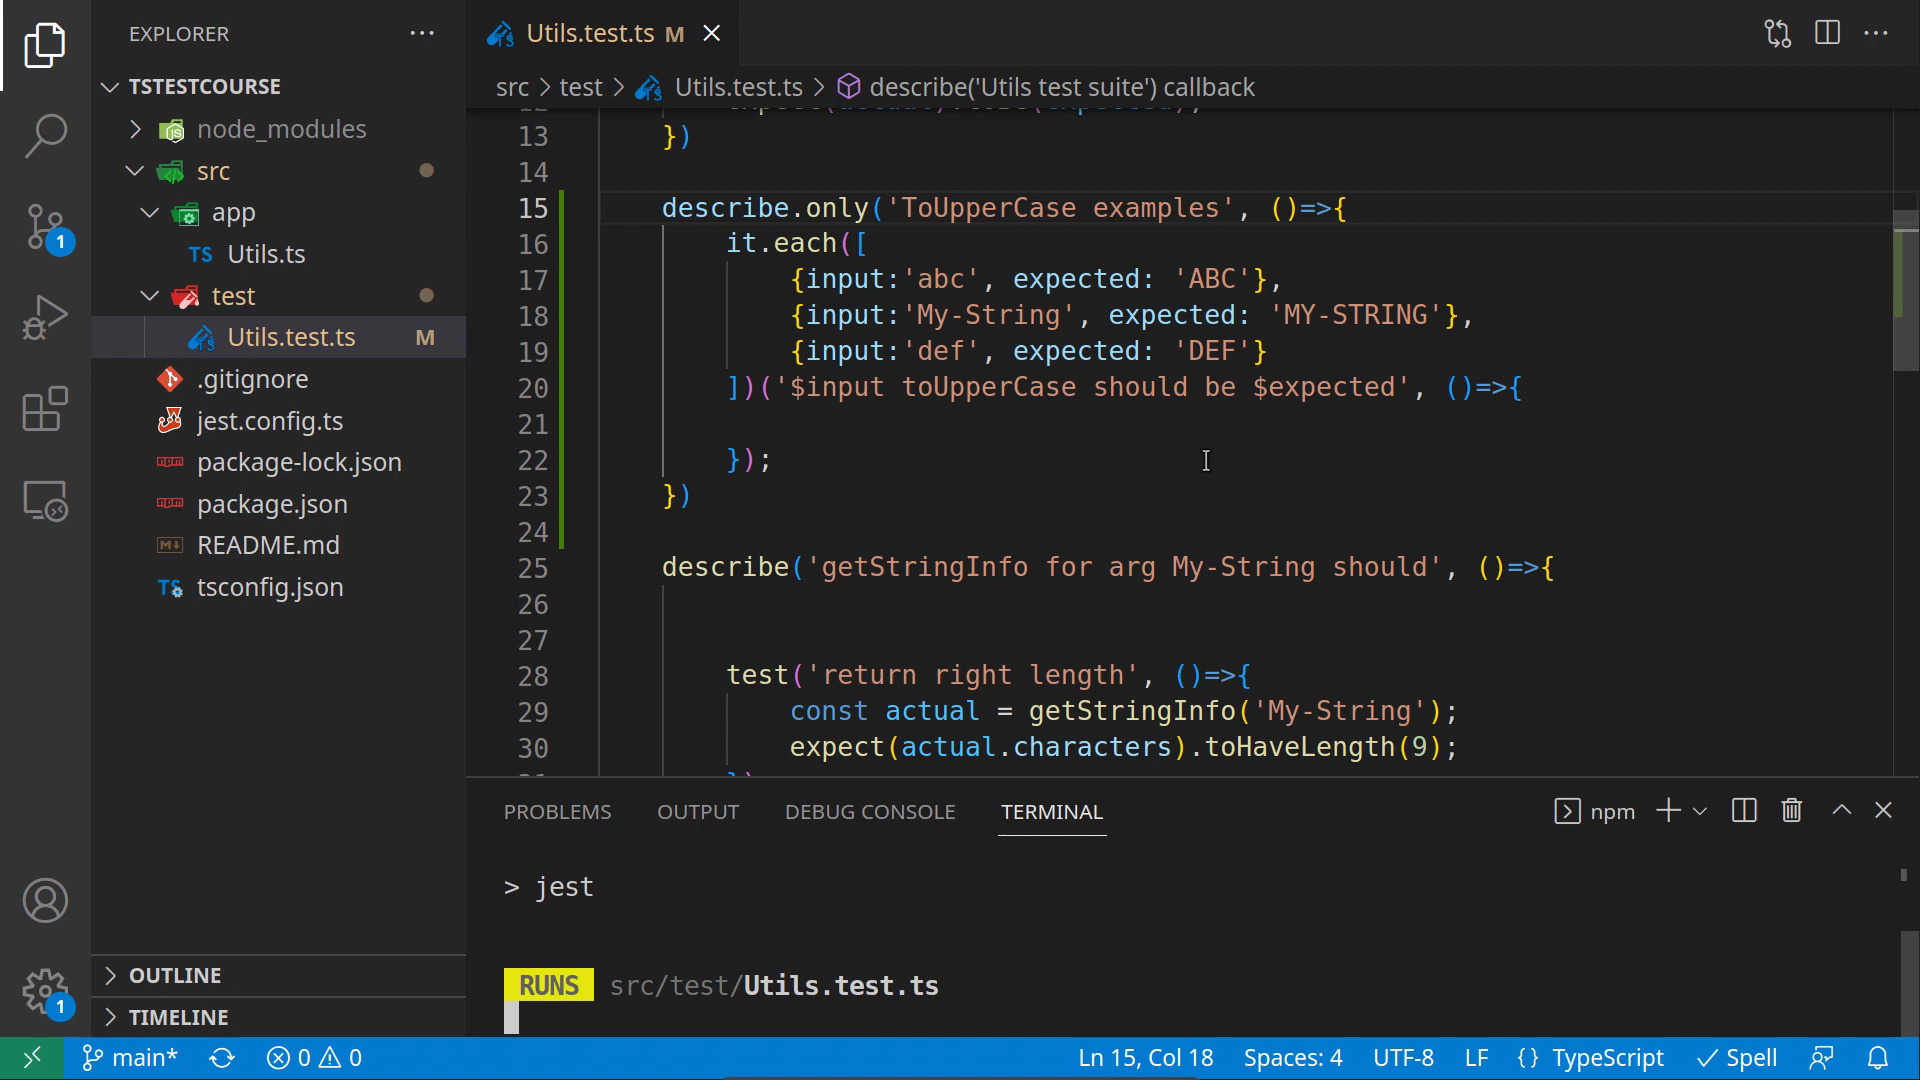 EXPLORER
TSTESTCOURSE
node_modules
src
app
TS Utils.ts
test
Utils.test.ts M
.gitignore
jest.config.ts
package-lock.json
package.json
README.md
TS tsconfig.json
OUTLINE
TIMELINE
1
1
Utils.test.ts M
src > test > Utils.test.ts > describe('Utils test suite') callback
13 })
14
15 describe.only('ToUpperCase examples', ()=>{
16 it.each([
17 {input:'abc', expected: 'ABC'},
18 {input:'My-String', expected: 'MY-STRING'},
19 {input:'def', expected: 'DEF'}
20 ])('$input toUpperCase should be $expected', ()=>{
21
22 });
23 })
24
25 describe('getStringInfo for arg My-String should', ()=>{
26
27
28 test('return right length', ()=>{
29 const actual = getStringInfo('My-String');
30 expect(actual.characters).toHaveLength(9);
PROBLEMS OUTPUT DEBUG CONSOLE TERMINAL npm
> jest
RUNS src/test/Utils.test.ts
main* 0 0 Ln 15, Col 18 Spaces: 4 UTF-8 LF {} TypeScript Spell